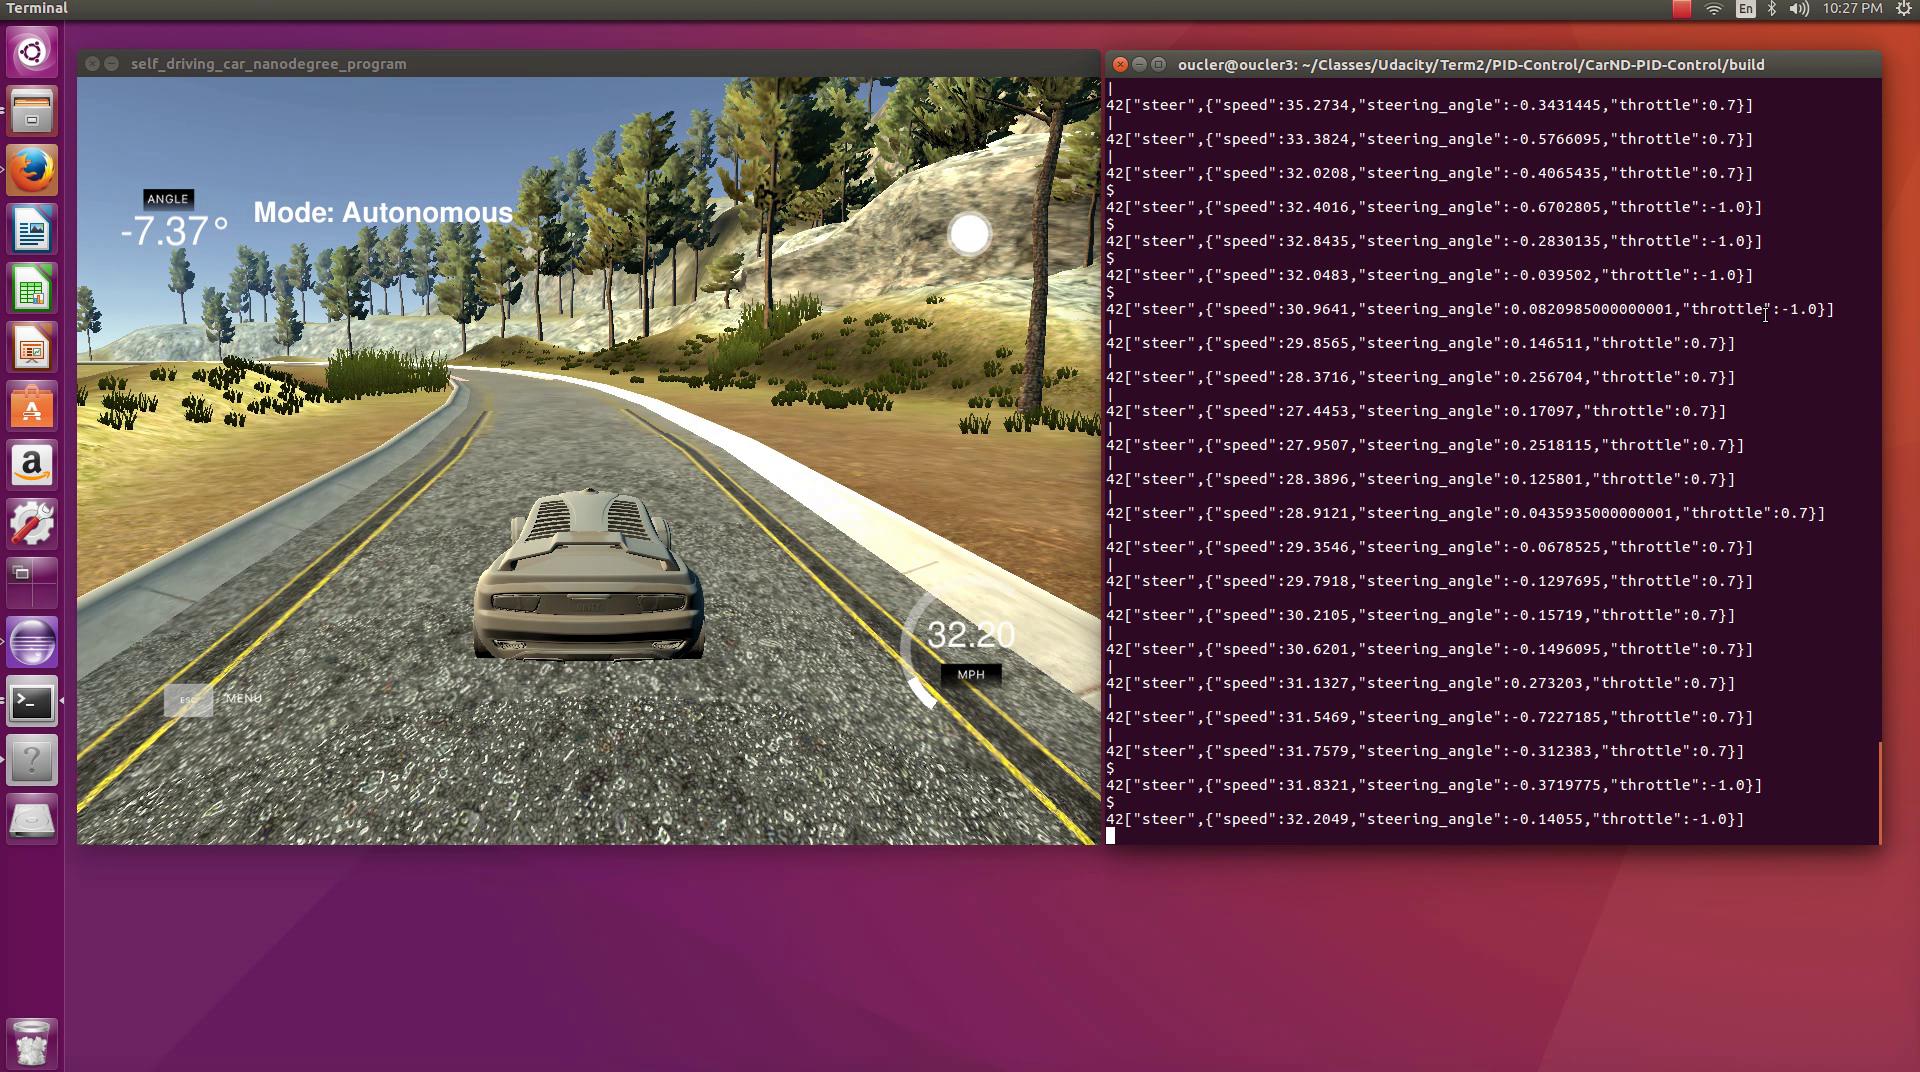 Terminal
En
10:27 PM
self_driving_car_nanodegree_program
ANGLE
-7.37°
Mode: Autonomous
32.20
MPH
ESC
MENU
oucler@oucler3: ~/Classes/Udacity/Term2/PID-Control/CarND-PID-Control/build
|
42["steer",{"speed":35.2734,"steering_angle":-0.3431445,"throttle":0.7}]
|
42["steer",{"speed":33.3824,"steering_angle":-0.5766095,"throttle":0.7}]
|
42["steer",{"speed":32.0208,"steering_angle":-0.4065435,"throttle":0.7}]
$
42["steer",{"speed":32.4016,"steering_angle":-0.6702805,"throttle":-1.0}]
$
42["steer",{"speed":32.8435,"steering_angle":-0.2830135,"throttle":-1.0}]
$
42["steer",{"speed":32.0483,"steering_angle":-0.039502,"throttle":-1.0}]
$
42["steer",{"speed":30.9641,"steering_angle":0.0820985000000001,"throttle":-1.0}]
|
42["steer",{"speed":29.8565,"steering_angle":0.146511,"throttle":0.7}]
|
42["steer",{"speed":28.3716,"steering_angle":0.256704,"throttle":0.7}]
|
42["steer",{"speed":27.4453,"steering_angle":0.17097,"throttle":0.7}]
|
42["steer",{"speed":27.9507,"steering_angle":0.2518115,"throttle":0.7}]
|
42["steer",{"speed":28.3896,"steering_angle":0.125801,"throttle":0.7}]
|
42["steer",{"speed":28.9121,"steering_angle":0.0435935000000001,"throttle":0.7}]
|
42["steer",{"speed":29.3546,"steering_angle":-0.0678525,"throttle":0.7}]
|
42["steer",{"speed":29.7918,"steering_angle":-0.1297695,"throttle":0.7}]
|
42["steer",{"speed":30.2105,"steering_angle":-0.15719,"throttle":0.7}]
|
42["steer",{"speed":30.6201,"steering_angle":-0.1496095,"throttle":0.7}]
|
42["steer",{"speed":31.1327,"steering_angle":0.273203,"throttle":0.7}]
|
42["steer",{"speed":31.5469,"steering_angle":-0.7227185,"throttle":0.7}]
|
42["steer",{"speed":31.7579,"steering_angle":-0.312383,"throttle":0.7}]
$
42["steer",{"speed":31.8321,"steering_angle":-0.3719775,"throttle":-1.0}]
$
42["steer",{"speed":32.2049,"steering_angle":-0.14055,"throttle":-1.0}]